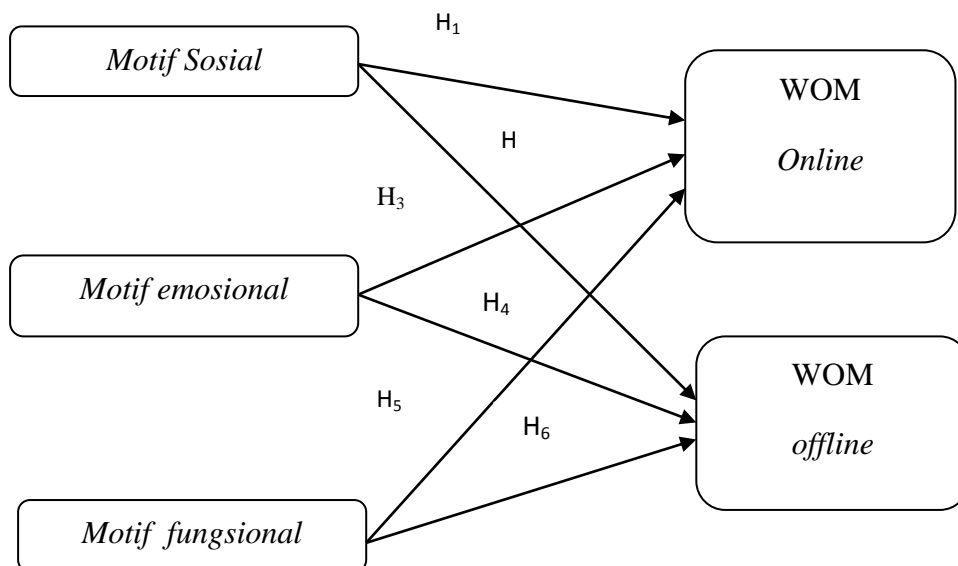 H₁
Motif Sosial
WOM
Online
H
H₃
Motif emosional
H₄
WOM
offline
H₅
H₆
Motif fungsional